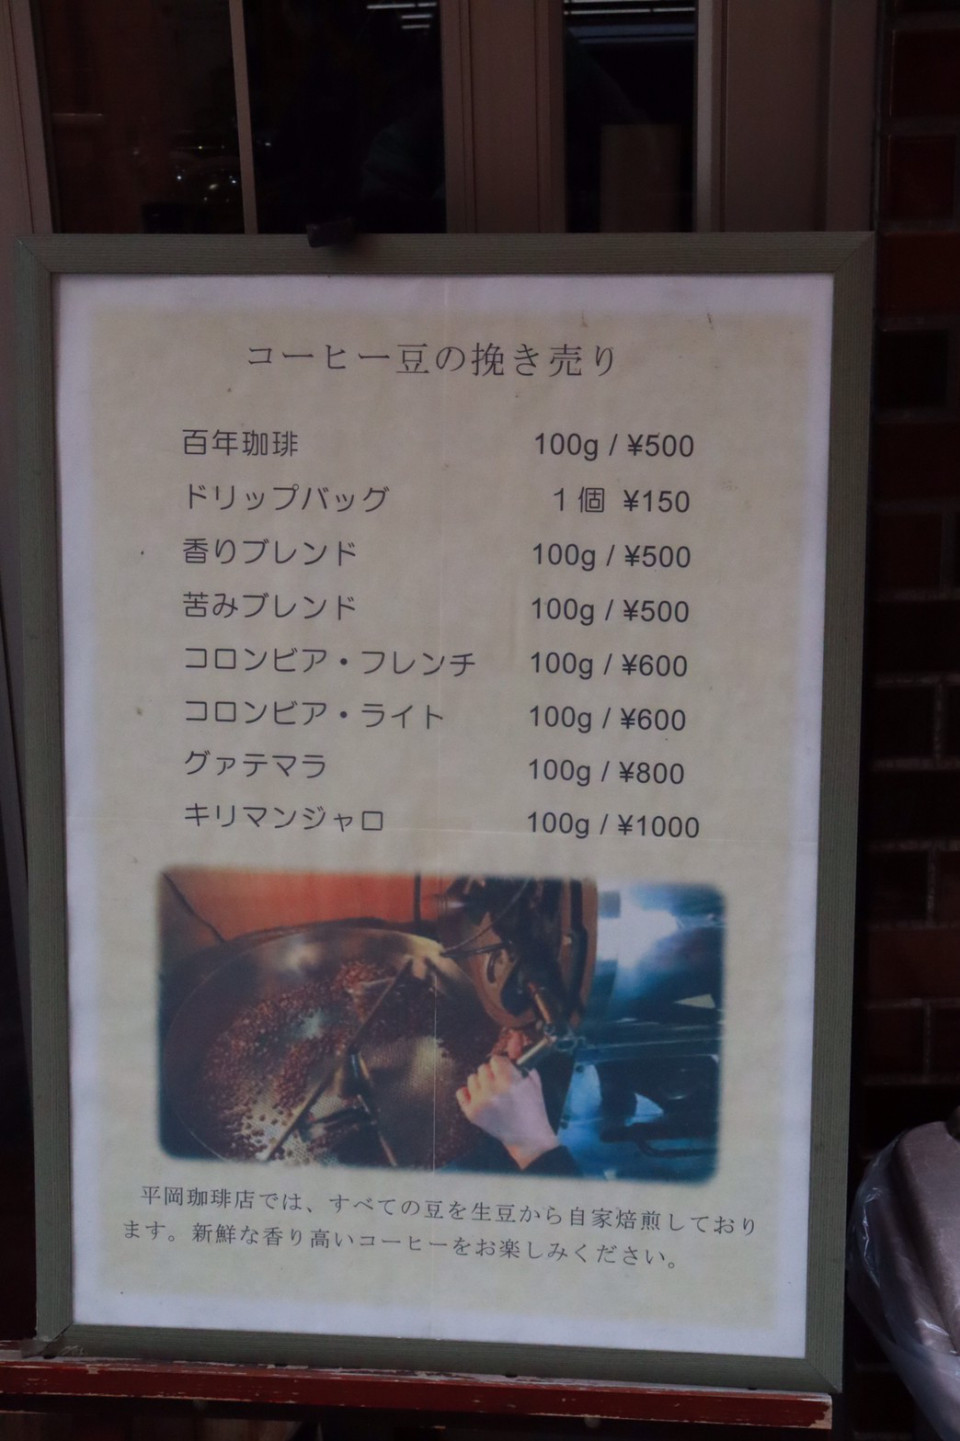 コーヒー豆の挽き売り
百年珈琲 100g / ¥500
ドリップバッグ 1個 ¥150
香りブレンド 100g / ¥500
苦みブレンド 100g / ¥500
コロンビア・フレンチ 100g / ¥600
コロンビア・ライト 100g / ¥600
グァテマラ 100g / ¥800
キリマンジャロ 100g / ¥1000
平岡珈琲店では、すべての豆を生豆から自家焙煎しており
ます。新鮮な香り高いコーヒーをお楽しみください。